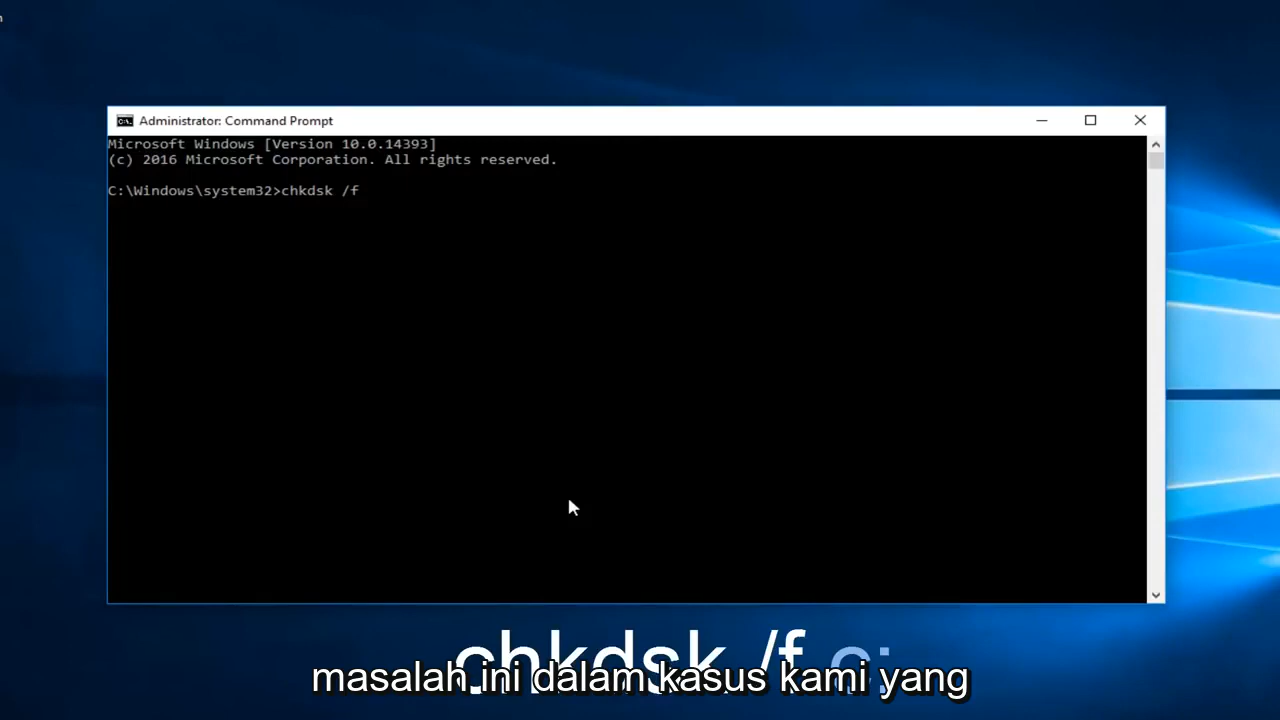 Administrator: Command Prompt
Microsoft Windows [Version 10.0.14393]
(c) 2016 Microsoft Corporation. All rights reserved.
C:\Windows\system32>chkdsk /f
chkdsk /f c:
masalah ini dalam kasus kami yang